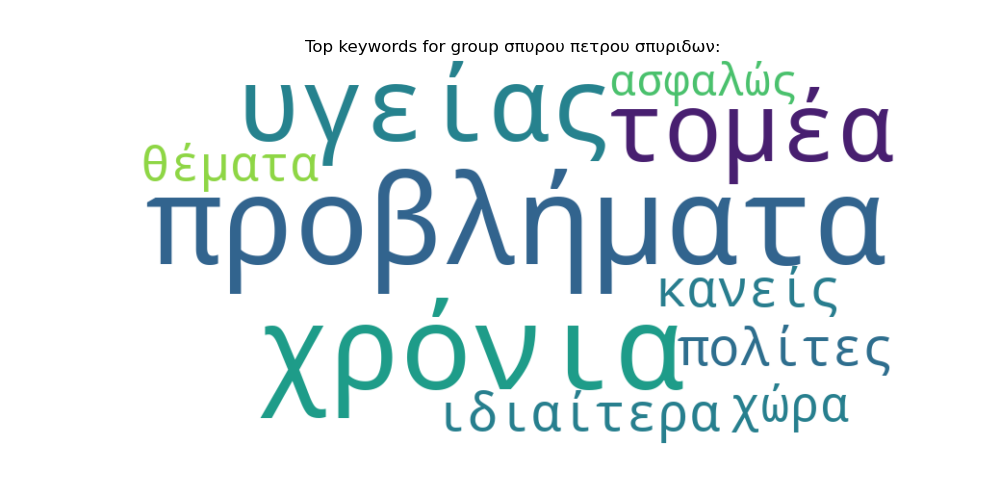 Top keywords for group σπυρου πετρου σπυριδων:
υγείας
ασφαλώς
τομέα
θέματα
προβλήματα
κανείς
χρόνια
πολίτες
ιδιαίτερα
χώρα